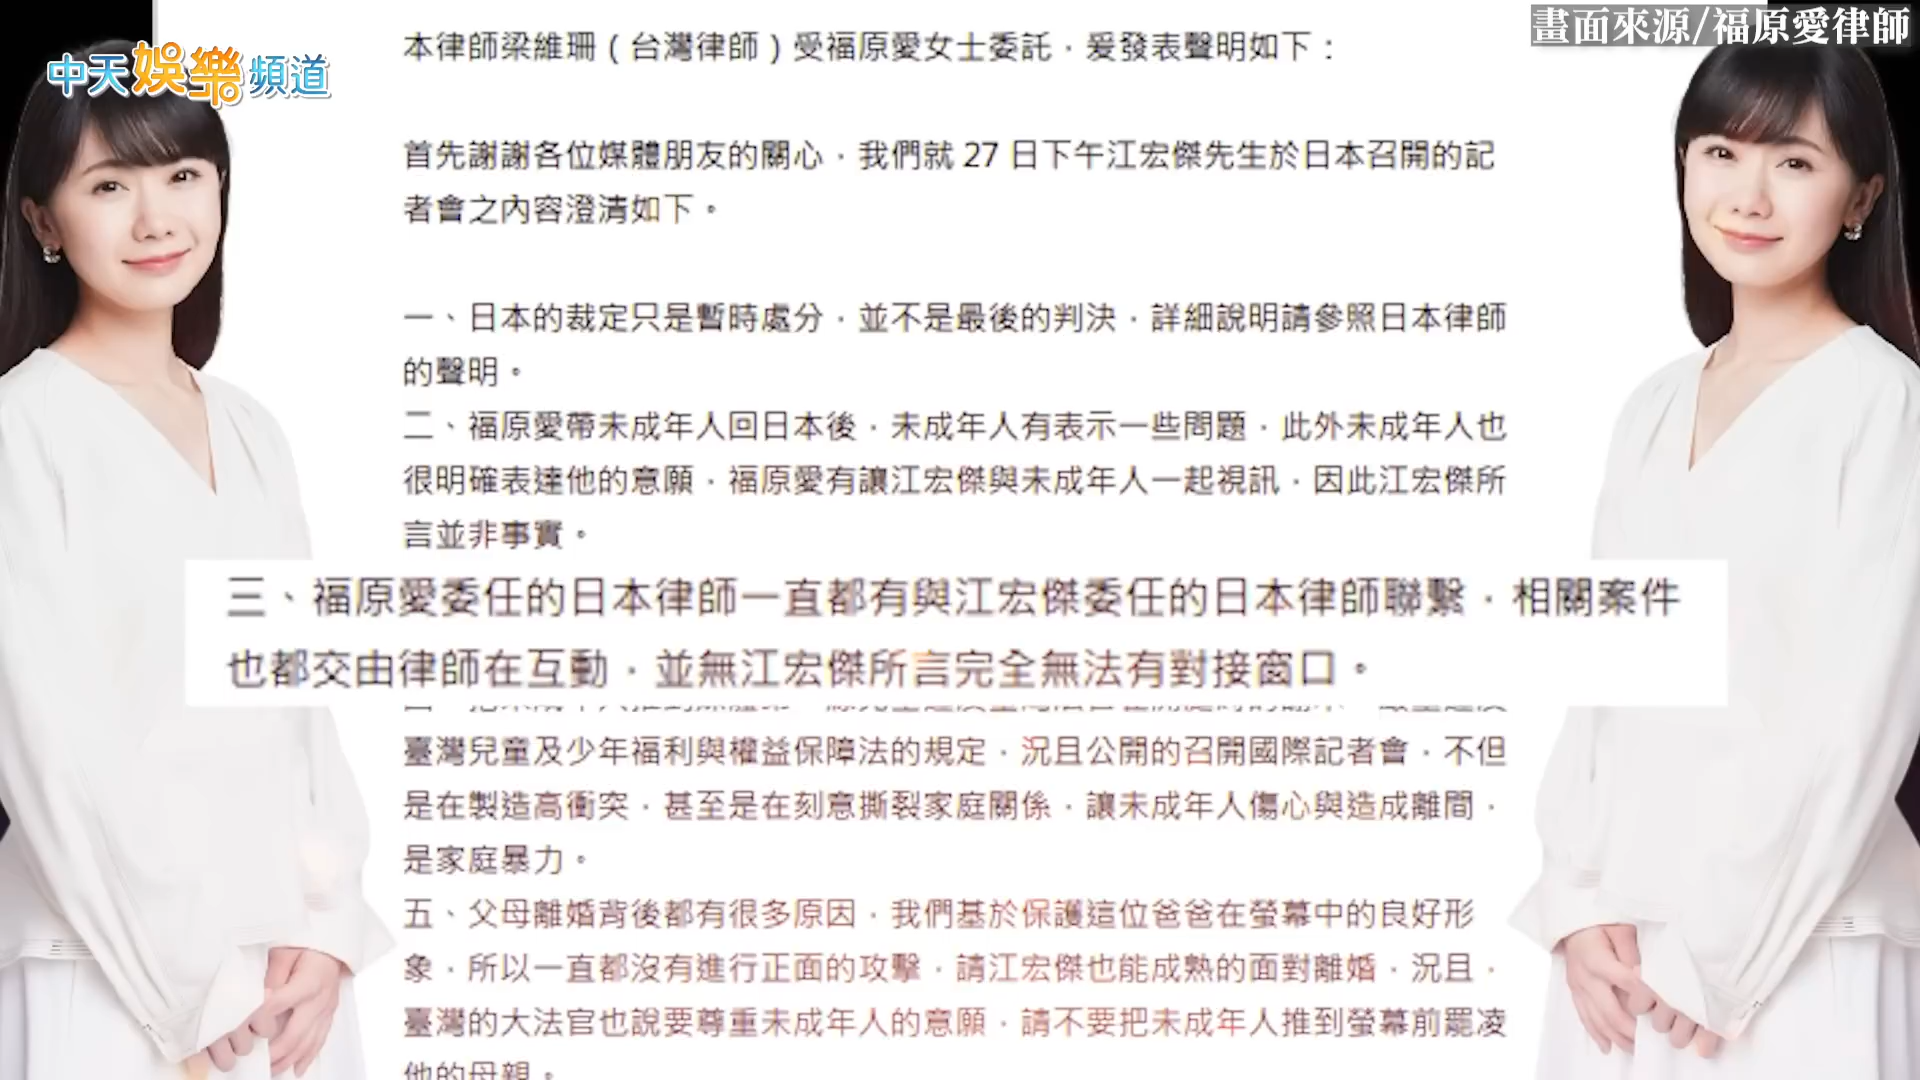 中天娛樂頻道
畫面來源/福原愛律師
本律師梁維珊(台灣律師)受福原愛女士委託，爰發表聲明如下：
首先謝謝各位媒體朋友的關心，我們就 27 日下午江宏傑先生於日本召開的記
者會之內容澄清如下。
一、日本的裁定只是暫時處分，並不是最後的判決，詳細說明請參照日本律師
的聲明。
二、福原愛帶未成年人回日本後，未成年人有表示一些問題，此外未成年人也
很明確表達他的意願，福原愛有讓江宏傑與未成年人一起視訊，因此江宏傑所
言並非事實。
三、福原愛委任的日本律師一直都有與江宏傑委任的日本律師聯繫，相關案件
也都交由律師在互動，並無江宏傑所言完全無法有對接窗口。
臺灣兒童及少年福利與權益保障法的規定，況且公開的召開國際記者會，不但
是在製造高衝突，甚至是在刻意撕裂家庭關係，讓未成年人傷心與造成離間，
是家庭暴力。
五、父母離婚背後都有很多原因，我們基於保護這位爸爸在螢幕中的良好形
象，所以一直都沒有進行正面的攻擊，請江宏傑也能成熟的面對離婚，況且，
臺灣的大法官也說要尊重未成年人的意願，請不要把未成年人推到螢幕前罷凌
他的母親。